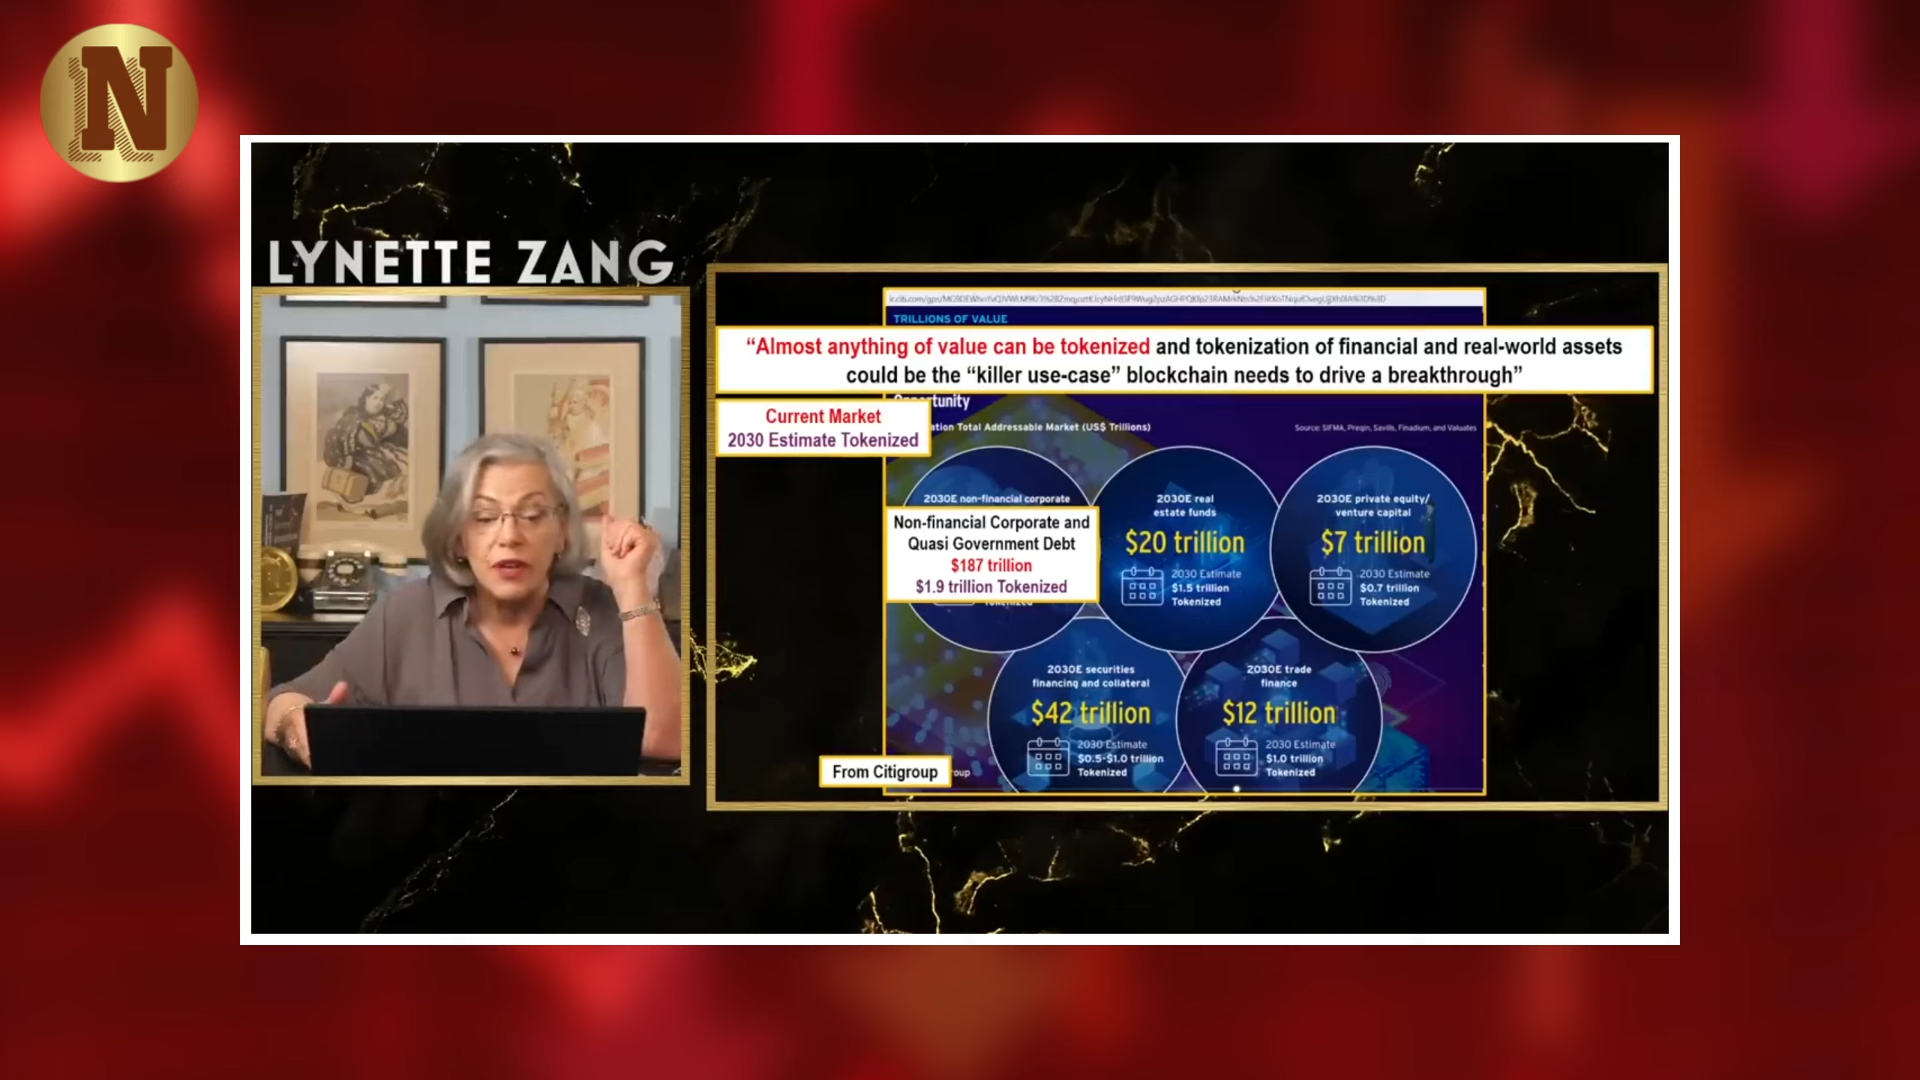 N
LYNETTE ZANG
TRILLIONS OF VALUE
“Almost anything of value can be tokenized and tokenization of financial and real-world assets
could be the “killer use-case” blockchain needs to drive a breakthrough”
Current Market
2030 Estimate Tokenized
Total Addressable Market (US$ Trillions)
Source: SIFMA, Preqin, Savills, Finadium, and Valuates
2030E non-financial corporate
Non-financial Corporate and
Quasi Government Debt
$187 trillion
$1.9 trillion Tokenized
2030E real
estate funds
$20 trillion
2030 Estimate
$1.5 trillion
Tokenized
2030E private equity/
venture capital
$7 trillion
2030 Estimate
$0.7 trillion
Tokenized
2030E securities
financing and collateral
$42 trillion
2030 Estimate
$0.5-$1.0 trillion
Tokenized
2030E trade
finance
$12 trillion
2030 Estimate
$1.0 trillion
Tokenized
From Citigroup